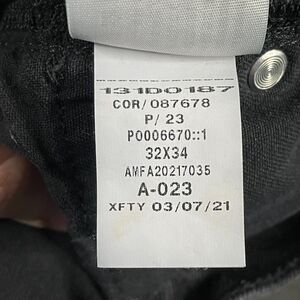 131D0187
COR/087678
P/ 23
P0006670::1
32X34
AMFA20217035
A-023
XFTY 03/07/21